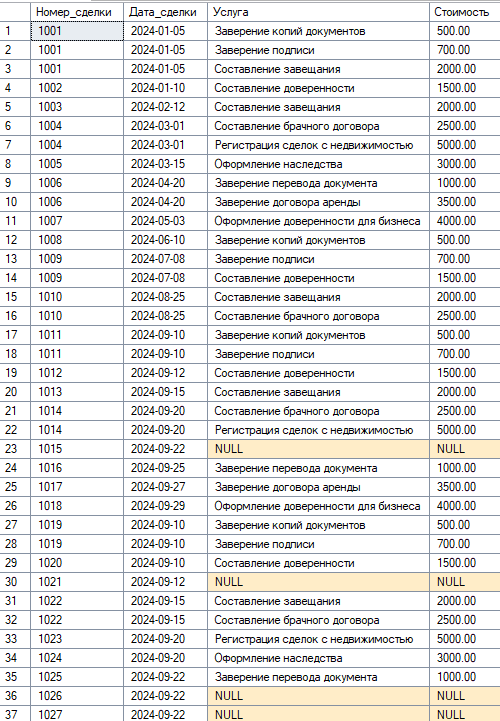 Номер_сделки Дата_сделки Услуга Стоимость
1 1001 2024-01-05 Заверение копий документов 500.00
2 1001 2024-01-05 Заверение подписи 700.00
3 1001 2024-01-05 Составление завещания 2000.00
4 1002 2024-01-10 Составление доверенности 1500.00
5 1003 2024-02-12 Составление завещания 2000.00
6 1004 2024-03-01 Составление брачного договора 2500.00
7 1004 2024-03-01 Регистрация сделок с недвижимостью 5000.00
8 1005 2024-03-15 Оформление наследства 3000.00
9 1006 2024-04-20 Заверение перевода документа 1000.00
10 1006 2024-04-20 Заверение договора аренды 3500.00
11 1007 2024-05-03 Оформление доверенности для бизнеса 4000.00
12 1008 2024-06-10 Заверение копий документов 500.00
13 1009 2024-07-08 Заверение подписи 700.00
14 1009 2024-07-08 Составление доверенности 1500.00
15 1010 2024-08-25 Составление завещания 2000.00
16 1010 2024-08-25 Составление брачного договора 2500.00
17 1011 2024-09-10 Заверение копий документов 500.00
18 1011 2024-09-10 Заверение подписи 700.00
19 1012 2024-09-12 Составление доверенности 1500.00
20 1013 2024-09-15 Составление завещания 2000.00
21 1014 2024-09-20 Составление брачного договора 2500.00
22 1014 2024-09-20 Регистрация сделок с недвижимостью 5000.00
23 1015 2024-09-22 NULL NULL
24 1016 2024-09-25 Заверение перевода документа 1000.00
25 1017 2024-09-27 Заверение договора аренды 3500.00
26 1018 2024-09-29 Оформление доверенности для бизнеса 4000.00
27 1019 2024-09-10 Заверение копий документов 500.00
28 1019 2024-09-10 Заверение подписи 700.00
29 1020 2024-09-10 Составление доверенности 1500.00
30 1021 2024-09-12 NULL NULL
31 1022 2024-09-15 Составление завещания 2000.00
32 1022 2024-09-15 Составление брачного договора 2500.00
33 1023 2024-09-20 Регистрация сделок с недвижимостью 5000.00
34 1024 2024-09-20 Оформление наследства 3000.00
35 1025 2024-09-22 Заверение перевода документа 1000.00
36 1026 2024-09-22 NULL NULL
37 1027 2024-09-22 NULL NULL